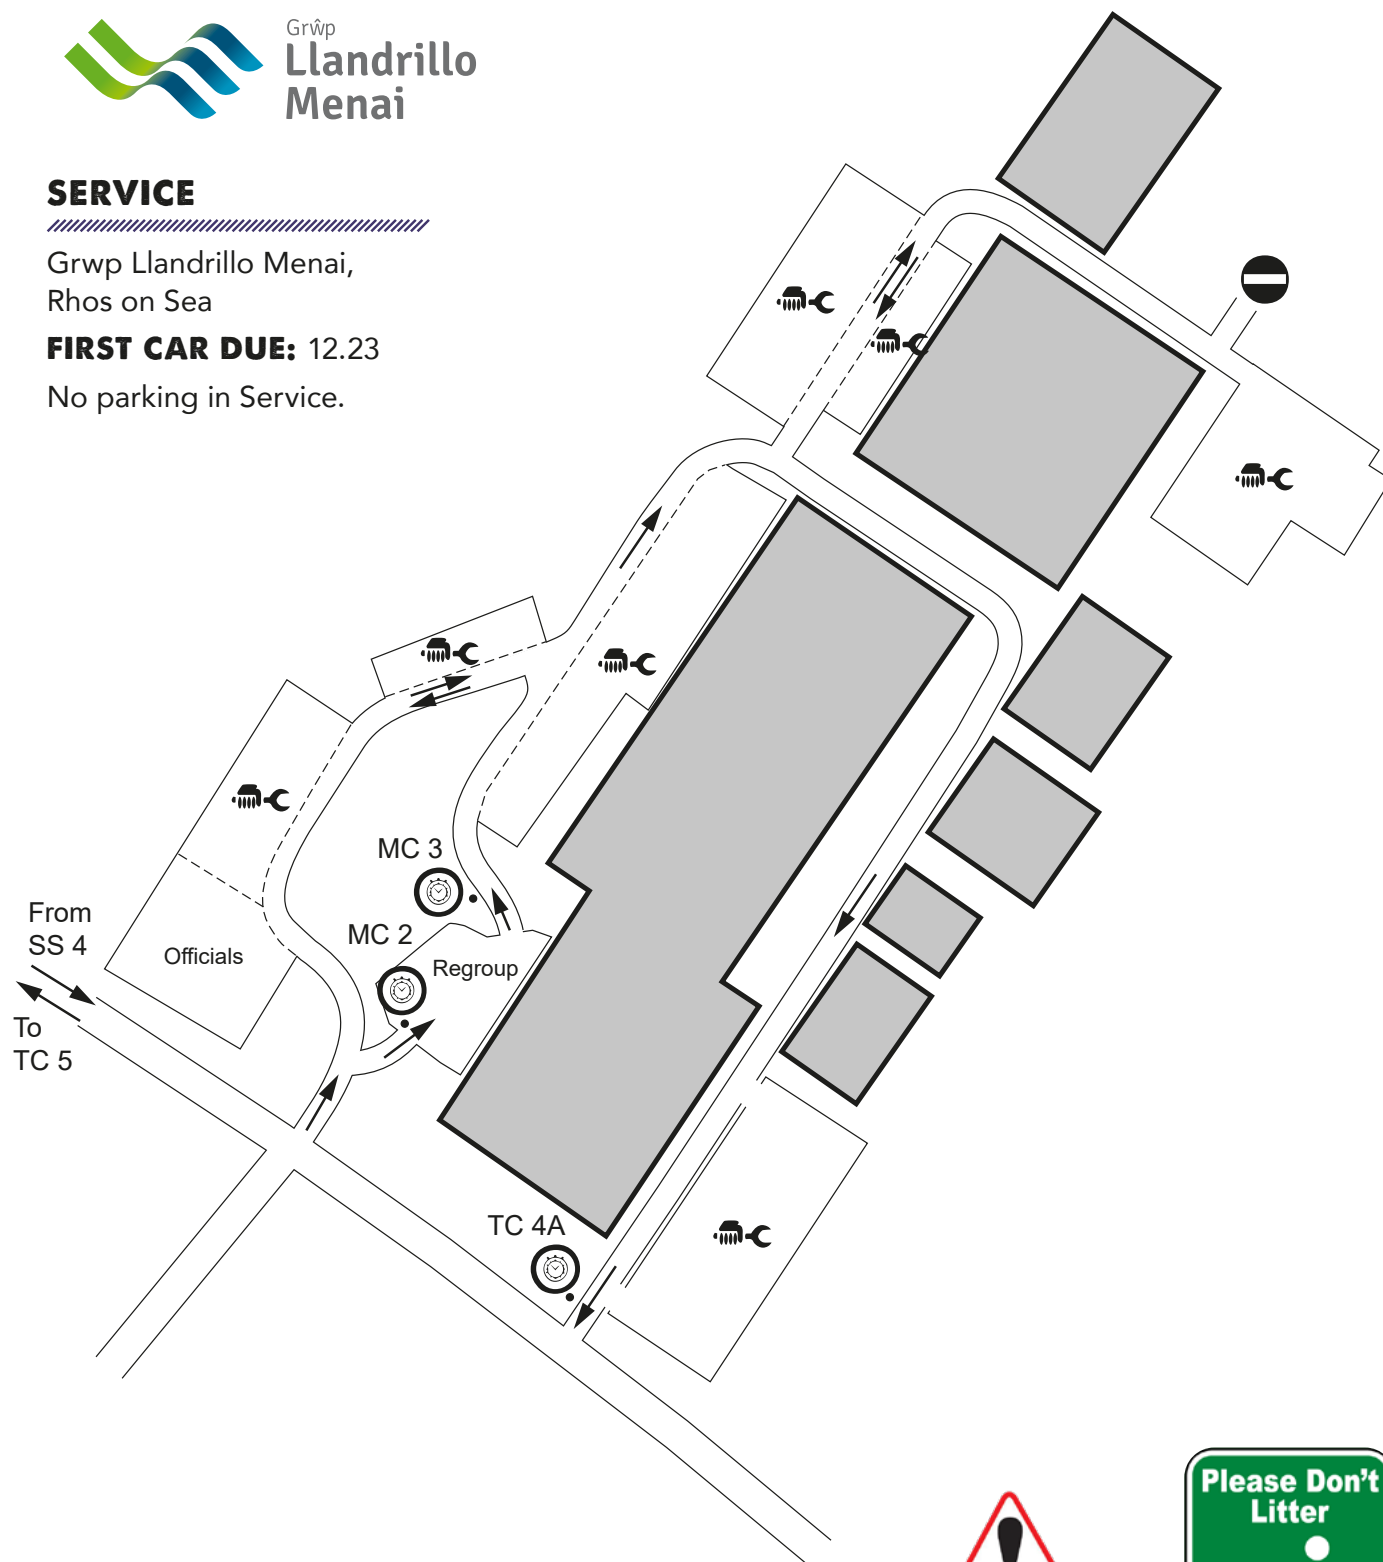 Grŵp
Llandrillo
Menai
SERVICE
Grwp Llandrillo Menai,
Rhos on Sea
FIRST CAR DUE: 12.23
No parking in Service.
MC 3
From
SS 4
MC 2
Officials
Regroup
To
TC 5
TC 4A
Please Don't
Litter